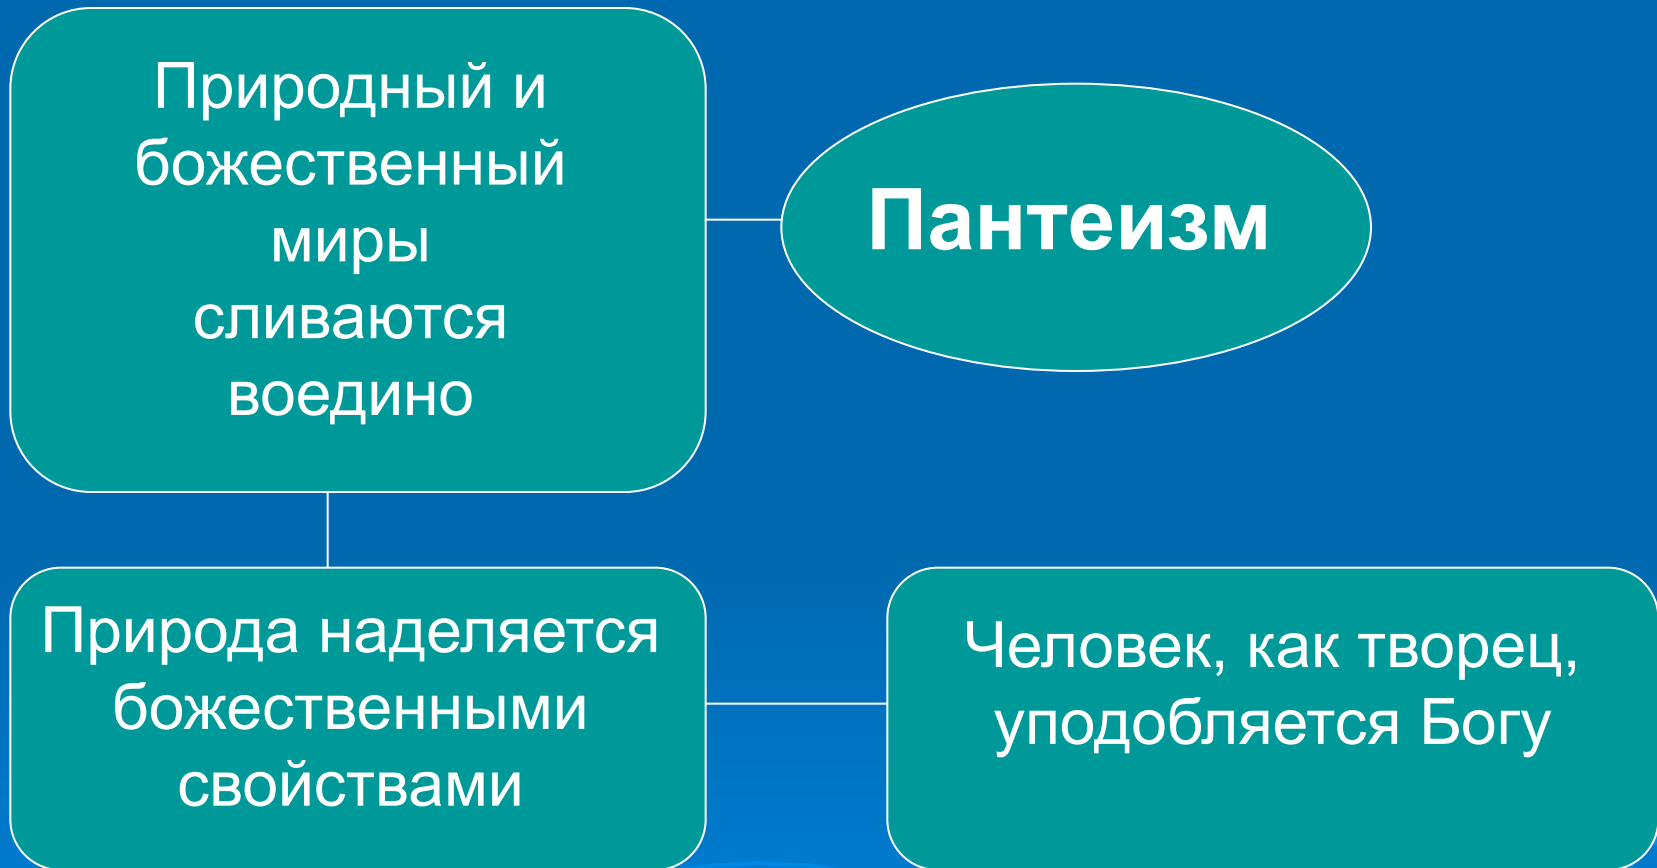 Природный и
божественный
миры
сливаются
воедино
Пантеизм
Природа наделяется
божественными
свойствами
Человек, как творец,
уподобляется Богу